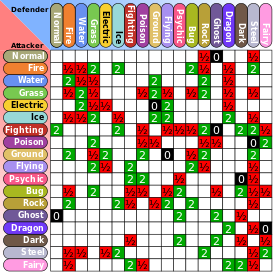 Defender
Attacker
Normal Fire Water Grass Electric Ice Fighting Poison Ground Flying Psychic Bug Rock Ghost Dragon Dark Steel Fairy
Normal ½ 0 ½
Fire ½ ½ 2 2 2 ½ ½ 2
Water 2 ½ ½ 2 2 ½
Grass ½ 2 ½ ½ 2 ½ ½ 2 ½ ½
Electric 2 ½ ½ 0 2 ½
Ice ½ ½ 2 ½ 2 2 2 ½
Fighting 2 2 ½ ½ ½ ½ 2 0 2 2 ½
Poison 2 ½ ½ ½ ½ 0 2
Ground 2 ½ 2 2 0 ½ 2 2
Flying 2 ½ 2 2 ½ ½
Psychic 2 2 ½ 0 ½
Bug ½ 2 ½ ½ ½ 2 ½ 2 ½ ½
Rock 2 2 ½ ½ 2 2 ½
Ghost 0 2 2 ½
Dragon 2 ½ 0
Dark ½ 2 2 ½ ½
Steel ½ ½ ½ 2 2 ½ 2
Fairy ½ 2 ½ 2 2 ½